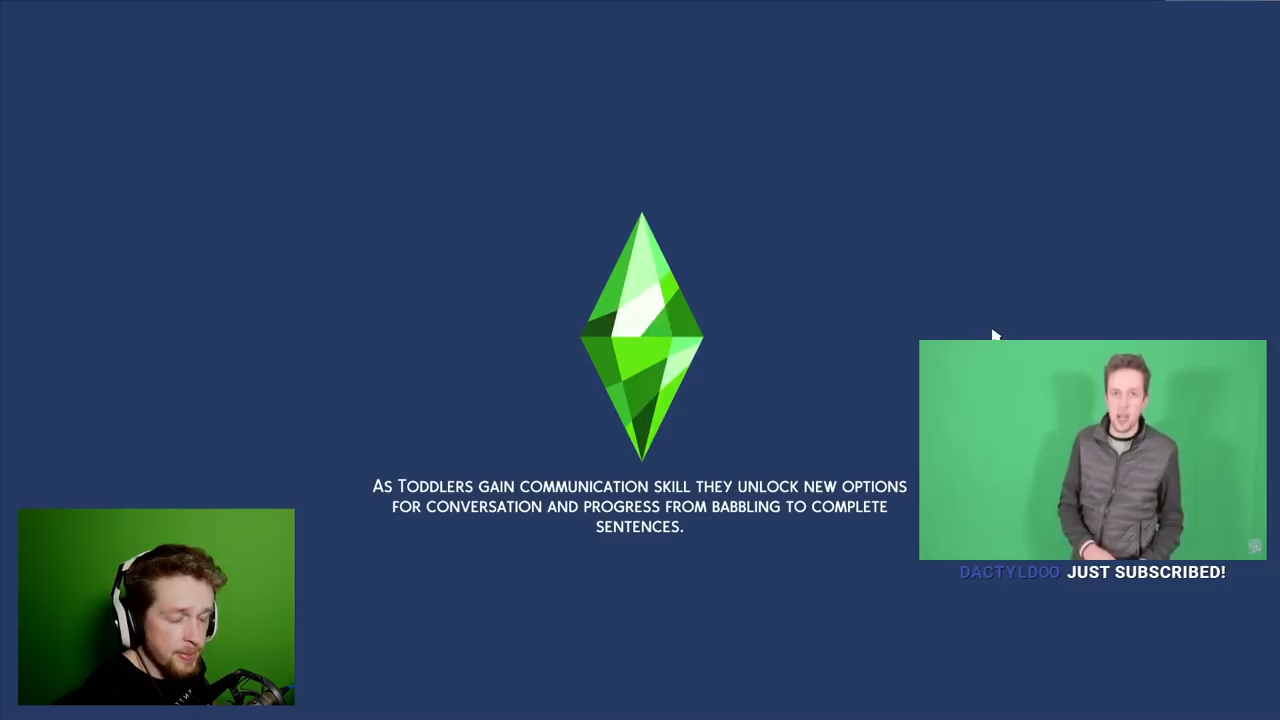 AS TODDLERS GAIN COMMUNICATION SKILL THEY UNLOCK NEW OPTIONS
FOR CONVERSATION AND PROGRESS FROM BABBLING TO COMPLETE
SENTENCES.
DACTYLDOO JUST SUBSCRIBED!